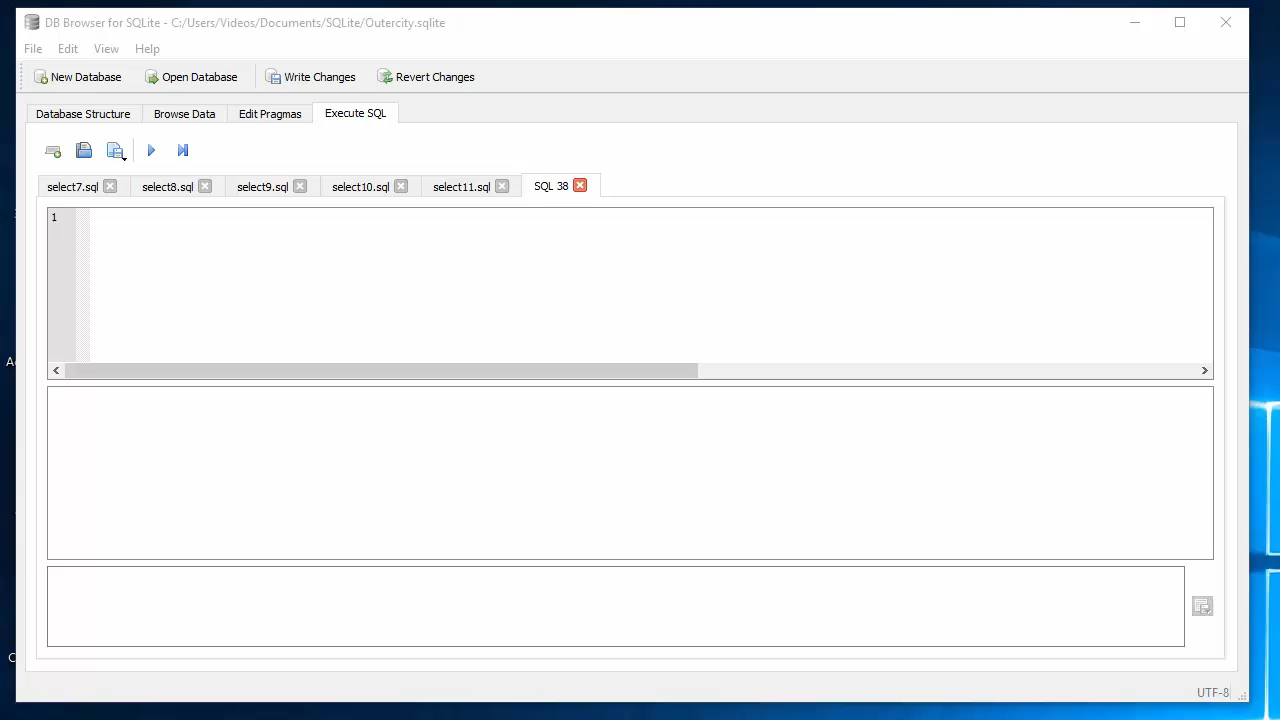 DB Browser for SQLite - C:/Users/Videos/Documents/SQLite/Outercity.sqlite
File Edit View Help
New Database Open Database Write Changes Revert Changes
Database Structure Browse Data Edit Pragmas Execute SQL
select7.sql select8.sql select9.sql select10.sql select11.sql SQL 38
1
UTF-8